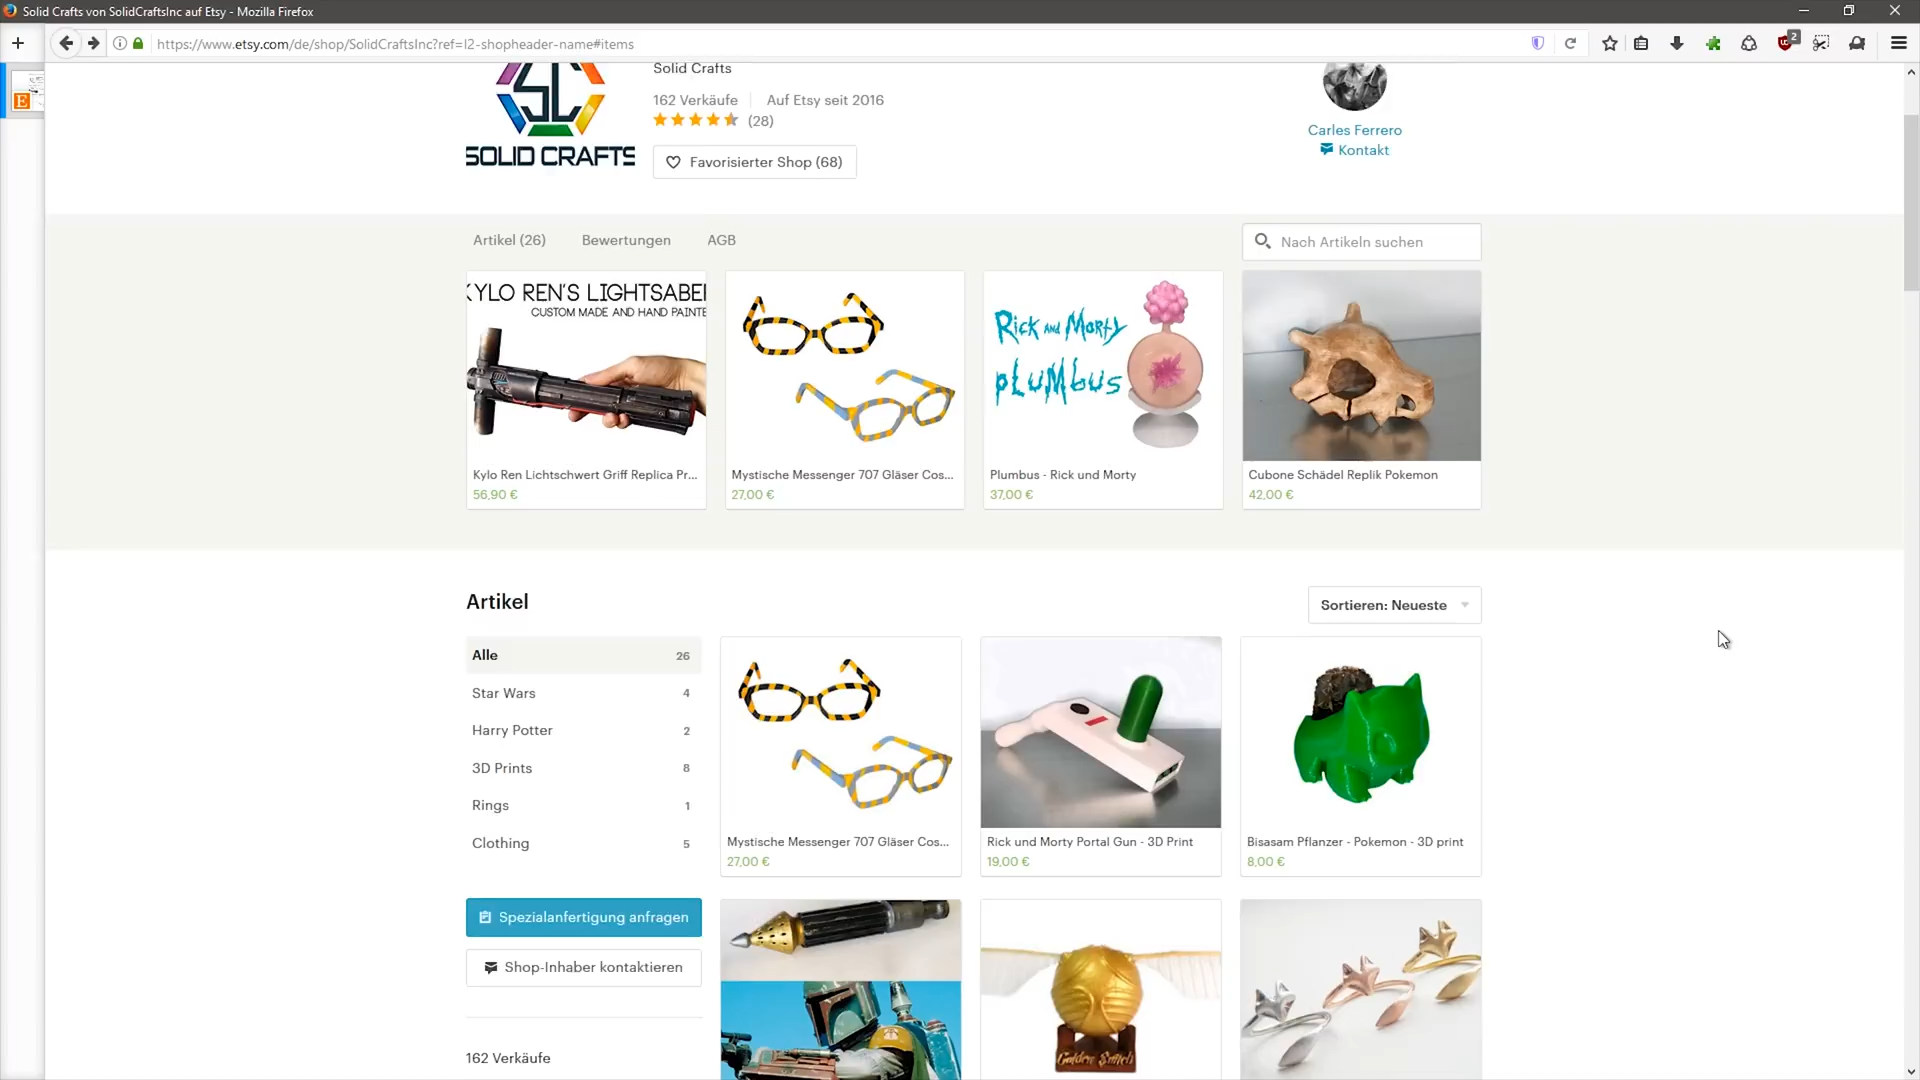 Solid Crafts von SolidCraftsInc auf Etsy - Mozilla Firefox
https://www.etsy.com/de/shop/SolidCraftsInc?ref=l2-shopheader-name#items
2
E
SC
SOLID CRAFTS
Solid Crafts
162 Verkäufe
Auf Etsy seit 2016
(28)
Favorisierter Shop (68)
Carles Ferrero
Kontakt
Artikel (26)
Bewertungen
AGB
Nach Artikeln suchen
KYLO REN'S LIGHTSABE
CUSTOM MADE AND HAND PAINTE
Rick and Morty
plumbus
Kylo Ren Lichtschwert Griff Replica Pr...
56,90 €
Mystische Messenger 707 Gläser Cos...
27,00 €
Plumbus - Rick und Morty
37,00 €
Cubone Schädel Replik Pokemon
42,00 €
Artikel
Sortieren: Neueste
Alle 26
Star Wars 4
Harry Potter 2
3D Prints 8
Rings 1
Clothing 5
Mystische Messenger 707 Gläser Cos...
27,00 €
Rick und Morty Portal Gun - 3D Print
19,00 €
Bisasam Pflanzer - Pokemon - 3D print
8,00 €
Spezialanfertigung anfragen
Shop-Inhaber kontaktieren
Golden Snitch
162 Verkäufe